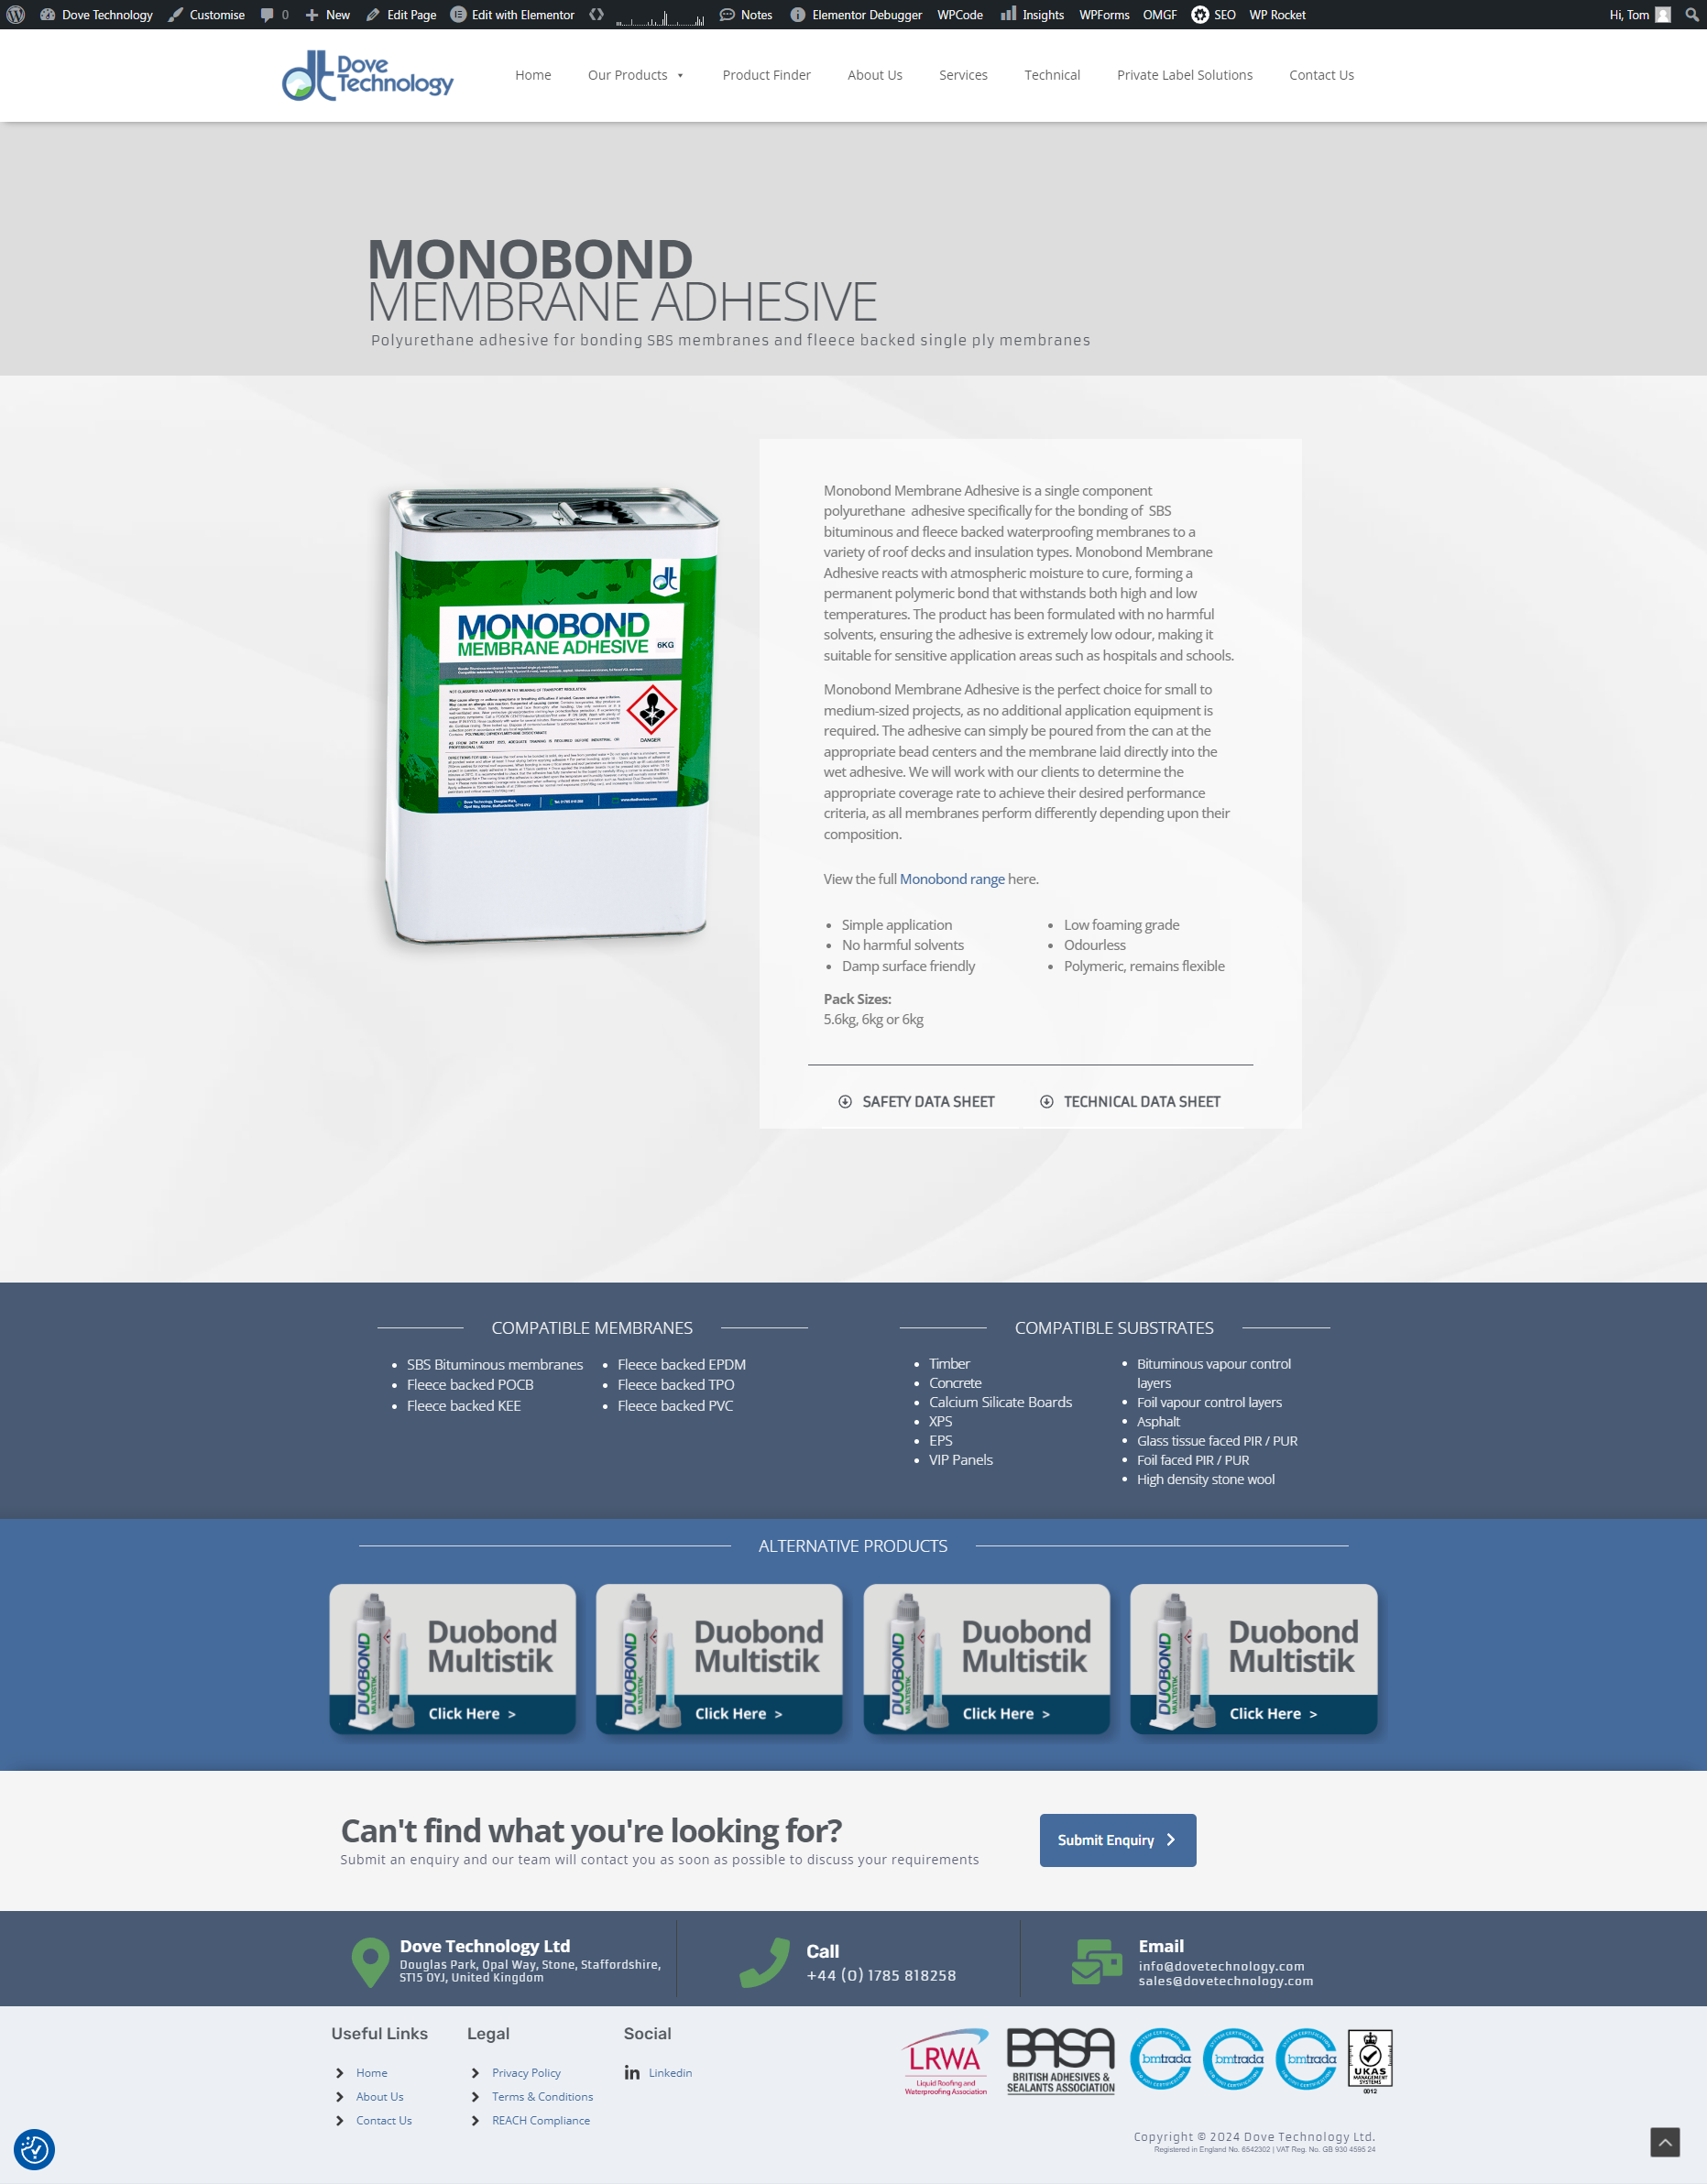 Dove Technology Customise 0 New Edit Page Edit with Elementor Notes Elementor Debugger WPCode Insights WPForms OMGF SEO WP Rocket Hi, Tom
dt Dove
Technology
Home Our Products Product Finder About Us Services Technical Private Label Solutions Contact Us
MONOBOND
MEMBRANE ADHESIVE
Polyurethane adhesive for bonding SBS membranes and fleece backed single ply membranes
dt
MONOBOND
MEMBRANE ADHESIVE 6KG
DANGER
Monobond Membrane Adhesive is a single component
polyurethane  adhesive specifically for the bonding of  SBS
bituminous and fleece backed waterproofing membranes to a
variety of roof decks and insulation types. Monobond Membrane
Adhesive reacts with atmospheric moisture to cure, forming a
permanent polymeric bond that withstands both high and low
temperatures. The product has been formulated with no harmful
solvents, ensuring the adhesive is extremely low odour, making it
suitable for sensitive application areas such as hospitals and schools.
Monobond Membrane Adhesive is the perfect choice for small to
medium-sized projects, as no additional application equipment is
required. The adhesive can simply be poured from the can at the
appropriate bead centers and the membrane laid directly into the
wet adhesive. We will work with our clients to determine the
appropriate coverage rate to achieve their desired performance
criteria, as all membranes perform differently depending upon their
composition.
View the full Monobond range here.
Simple application
No harmful solvents
Damp surface friendly
Low foaming grade
Odourless
Polymeric, remains flexible
Pack Sizes:
5.6kg, 6kg or 6kg
SAFETY DATA SHEET TECHNICAL DATA SHEET
COMPATIBLE MEMBRANES
SBS Bituminous membranes
Fleece backed POCB
Fleece backed KEE
Fleece backed EPDM
Fleece backed TPO
Fleece backed PVC
COMPATIBLE SUBSTRATES
Timber
Concrete
Calcium Silicate Boards
XPS
EPS
VIP Panels
Bituminous vapour control
layers
Foil vapour control layers
Asphalt
Glass tissue faced PIR / PUR
Foil faced PIR / PUR
High density stone wool
ALTERNATIVE PRODUCTS
DUOBOND
MULTISTIK
Duobond
Multistik
Click Here >
DUOBOND
MULTISTIK
Duobond
Multistik
Click Here >
DUOBOND
MULTISTIK
Duobond
Multistik
Click Here >
DUOBOND
MULTISTIK
Duobond
Multistik
Click Here >
Can't find what you're looking for?
Submit an enquiry and our team will contact you as soon as possible to discuss your requirements
Submit Enquiry
Dove Technology Ltd
Douglas Park, Opal Way, Stone, Staffordshire,
ST15 0YJ, United Kingdom
Call
+44 (0) 1785 818258
Email
info@dovetechnology.com
sales@dovetechnology.com
Useful Links
Home
About Us
Contact Us
Legal
Privacy Policy
Terms & Conditions
REACH Compliance
Social
in Linkedin
LRWA
Liquid Roofing and
Waterproofing Association
BASA
BRITISH ADHESIVES &
SEALANTS ASSOCIATION
bmtrada
bmtrada
bmtrada
UKAS
MANAGEMENT
SYSTEMS
0012
Copyright © 2024 Dove Technology Ltd.
Registered in England No. 6542302 | VAT Reg. No. GB 930 4595 24